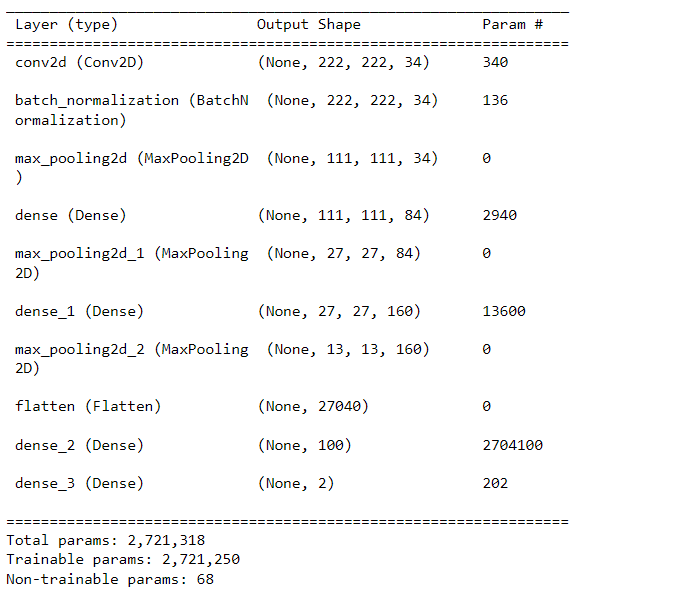 Layer (type) Output Shape Param #
conv2d (Conv2D) (None, 222, 222, 34) 340
batch_normalization (BatchN (None, 222, 222, 34) 136
ormalization)
max_pooling2d (MaxPooling2D (None, 111, 111, 34) 0
)
dense (Dense) (None, 111, 111, 84) 2940
max_pooling2d_1 (MaxPooling (None, 27, 27, 84) 0
2D)
dense_1 (Dense) (None, 27, 27, 160) 13600
max_pooling2d_2 (MaxPooling (None, 13, 13, 160) 0
2D)
flatten (Flatten) (None, 27040) 0
dense_2 (Dense) (None, 100) 2704100
dense_3 (Dense) (None, 2) 202
Total params: 2,721,318
Trainable params: 2,721,250
Non-trainable params: 68